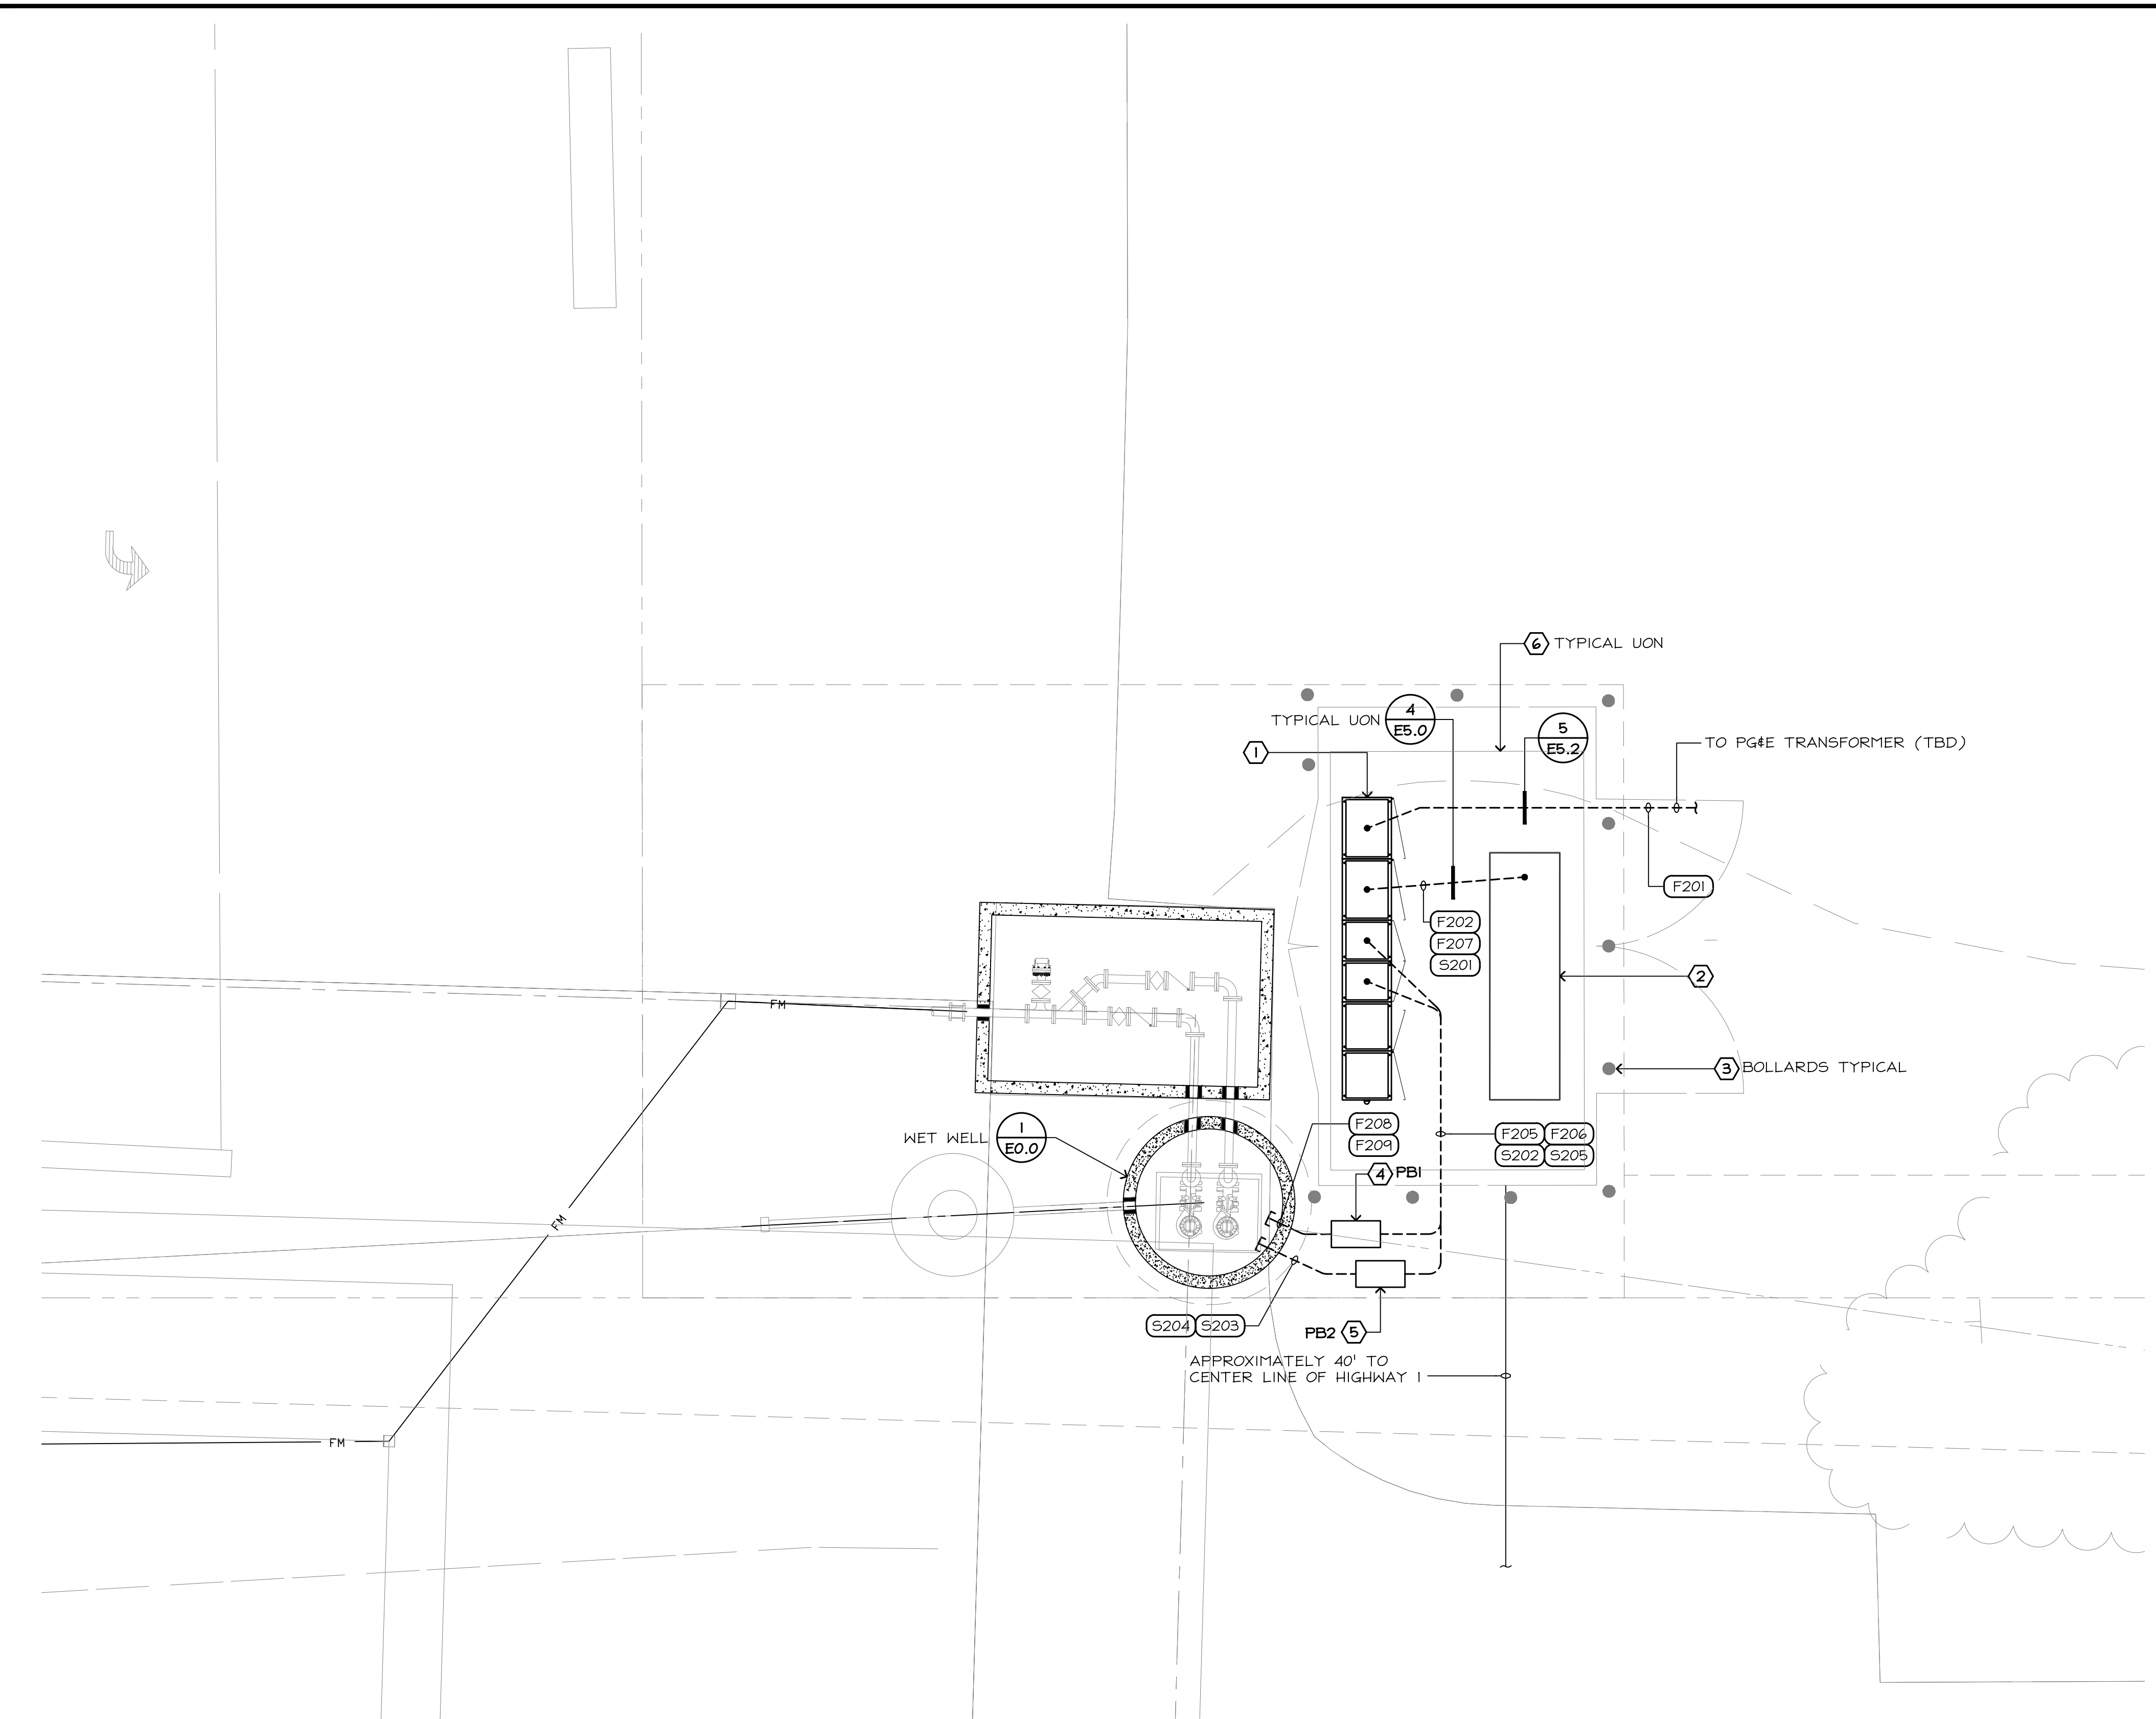 6 TYPICAL UON
TYPICAL UON 4
E5.0
5
E5.2
TO PG&E TRANSFORMER (TBD)
1
F201
F202
F207
S201
2
FM
3 BOLLARDS TYPICAL
F208
F209
F205 F206
S202 S205
WET WELL 1
E0.0
4 PB1
FM
S204 S203
PB2 5
APPROXIMATELY 40' TO
CENTER LINE OF HIGHWAY 1
FM